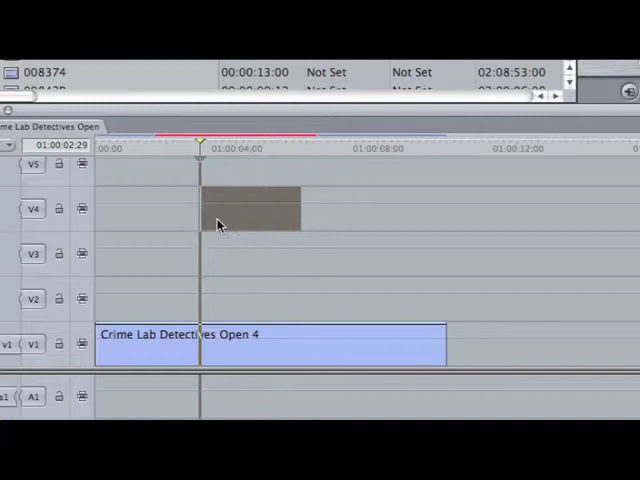 008374 00:00:13:00 Not Set Not Set 02:08:53:00
me Lab Detectives Open
01:00:02:29 :00:00 01:00:04:00 01:00:08:00 01:00:12:00
V5
V4
V3
V2
v1 V1 Crime Lab Detectives Open 4
a1 A1